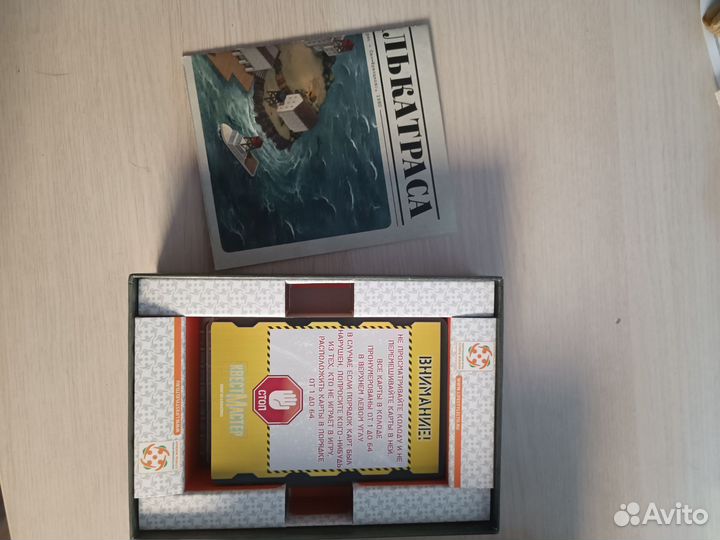 ЛЬКАТРАСА
ВНИМАНИЕ!
НЕ ПРОСМАТРИВАЙТЕ КОЛОДУ И НЕ
ПЕРЕМЕШИВАЙТЕ КАРТЫ В НЕЙ.
ВСЕ КАРТЫ В КОЛОДЕ
ПРОНУМЕРОВАНЫ ОТ 1 ДО 64
В ВЕРХНЕМ ЛЕВОМ УГЛУ.
В СЛУЧАЕ ЕСЛИ ПОРЯДОК КАРТ БЫЛ
НАРУШЕН, ПОПРОСИТЕ КОГО-НИБУДЬ
ИЗ ТЕХ, КТО НЕ ИГРАЕТ В ИГРУ,
РАСПОЛОЖИТЬ КАРТЫ В ПОРЯДКЕ
ОТ 1 ДО 64
СТОП
КВЕСТМАСТЕР
Avito